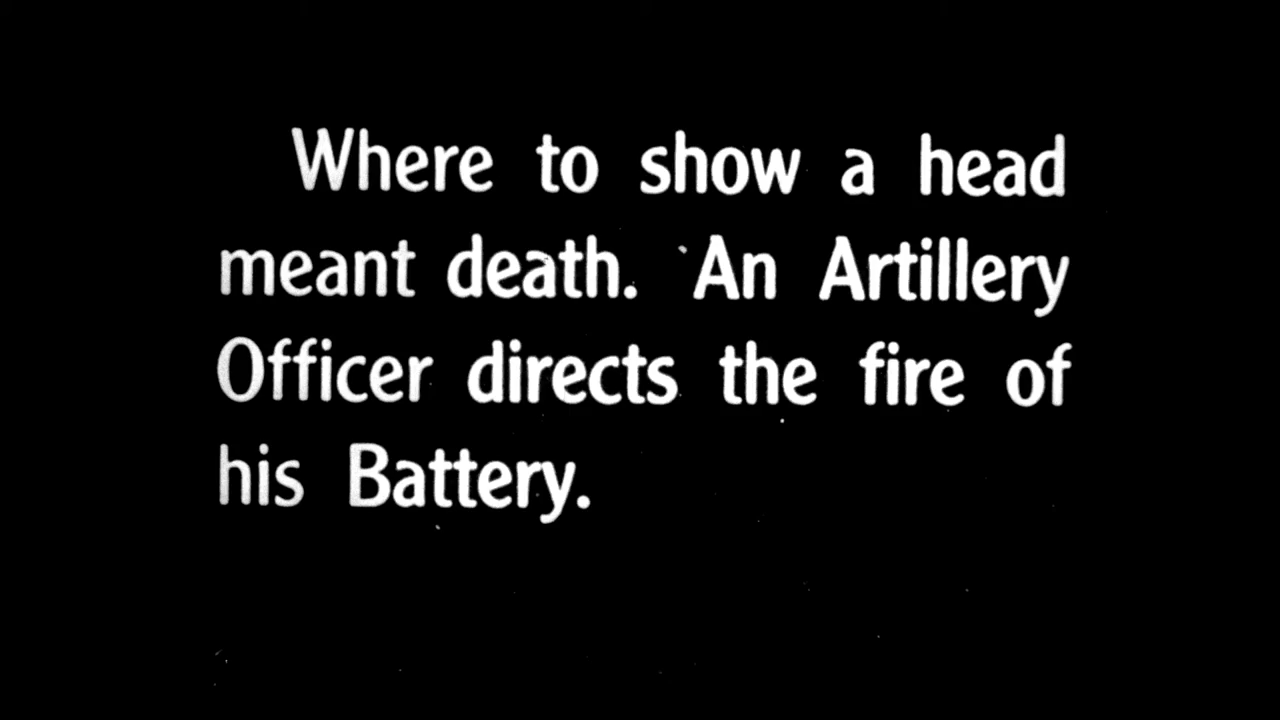 Where to show a head
meant death. An Artillery
Officer directs the fire of
his Battery.